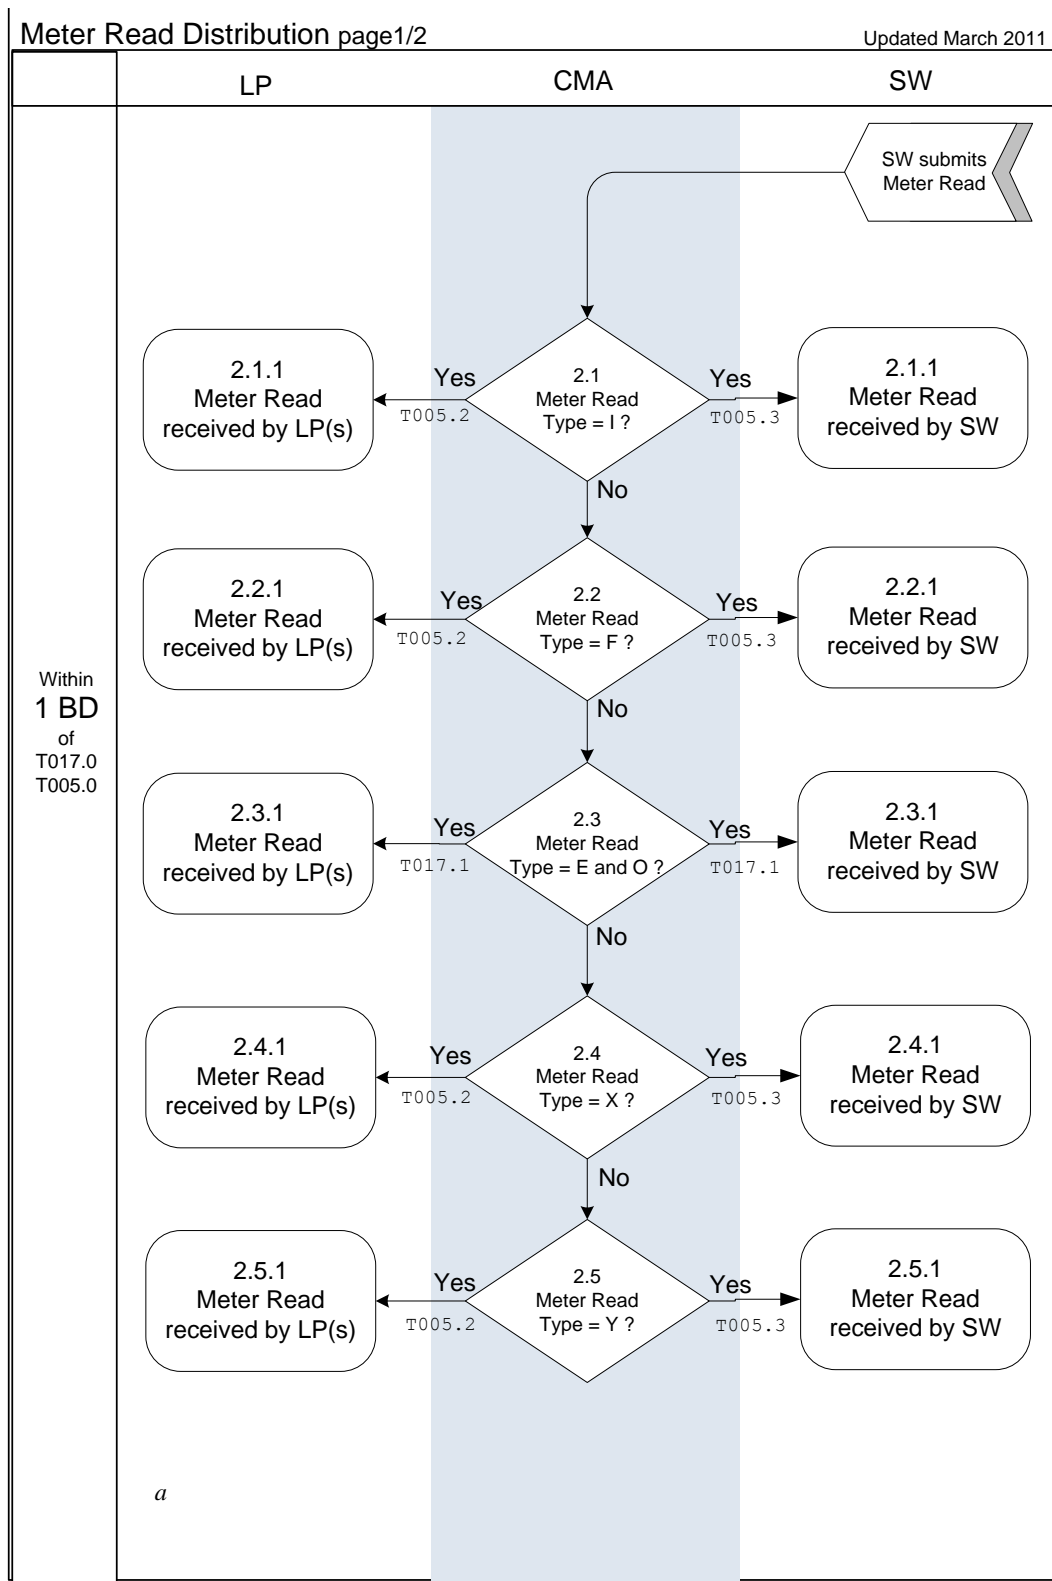 Meter Read Distribution page1/2
Updated March 2011
LP
CMA
SW
SW submits
Meter Read
2.1.1
Meter Read
received by LP(s)
Yes
T005.2
2.1
Meter Read
Type = I ?
Yes
T005.3
2.1.1
Meter Read
received by SW
No
2.2.1
Meter Read
received by LP(s)
Yes
T005.2
2.2
Meter Read
Type = F ?
Yes
T005.3
2.2.1
Meter Read
received by SW
No
Within
1 BD
of
T017.0
T005.0
2.3.1
Meter Read
received by LP(s)
Yes
T017.1
2.3
Meter Read
Type = E and O ?
Yes
T017.1
2.3.1
Meter Read
received by SW
No
2.4.1
Meter Read
received by LP(s)
Yes
T005.2
2.4
Meter Read
Type = X ?
Yes
T005.3
2.4.1
Meter Read
received by SW
No
2.5.1
Meter Read
received by LP(s)
Yes
T005.2
2.5
Meter Read
Type = Y ?
Yes
T005.3
2.5.1
Meter Read
received by SW
a